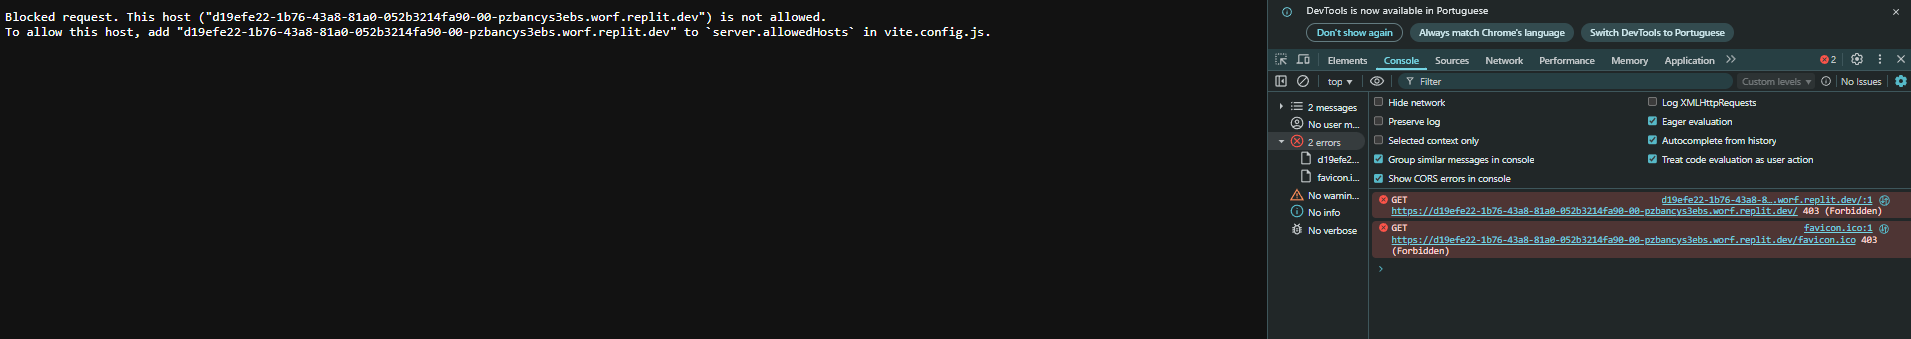 Blocked request. This host ("d19efe22-1b76-43a8-81a0-052b3214fa90-00-pzbancys3ebs.worf.replit.dev") is not allowed.
To allow this host, add "d19efe22-1b76-43a8-81a0-052b3214fa90-00-pzbancys3ebs.worf.replit.dev" to `server.allowedHosts` in vite.config.js.
DevTools is now available in Portuguese
Don't show again Always match Chrome's language Switch DevTools to Portuguese
Elements Console Sources Network Performance Memory Application 2
top Filter Custom levels No Issues
2 messages
No user m...
2 errors
d19efe2...
favicon.i...
No warnin...
No info
No verbose
Hide network Log XMLHttpRequests
Preserve log Eager evaluation
Selected context only Autocomplete from history
Group similar messages in console Treat code evaluation as user action
Show CORS errors in console
GET d19efe22-1b76-43a8-8...worf.replit.dev/:1
https://d19efe22-1b76-43a8-81a0-052b3214fa90-00-pzbancys3ebs.worf.replit.dev/ 403 (Forbidden)
GET favicon.ico:1
https://d19efe22-1b76-43a8-81a0-052b3214fa90-00-pzbancys3ebs.worf.replit.dev/favicon.ico 403
(Forbidden)